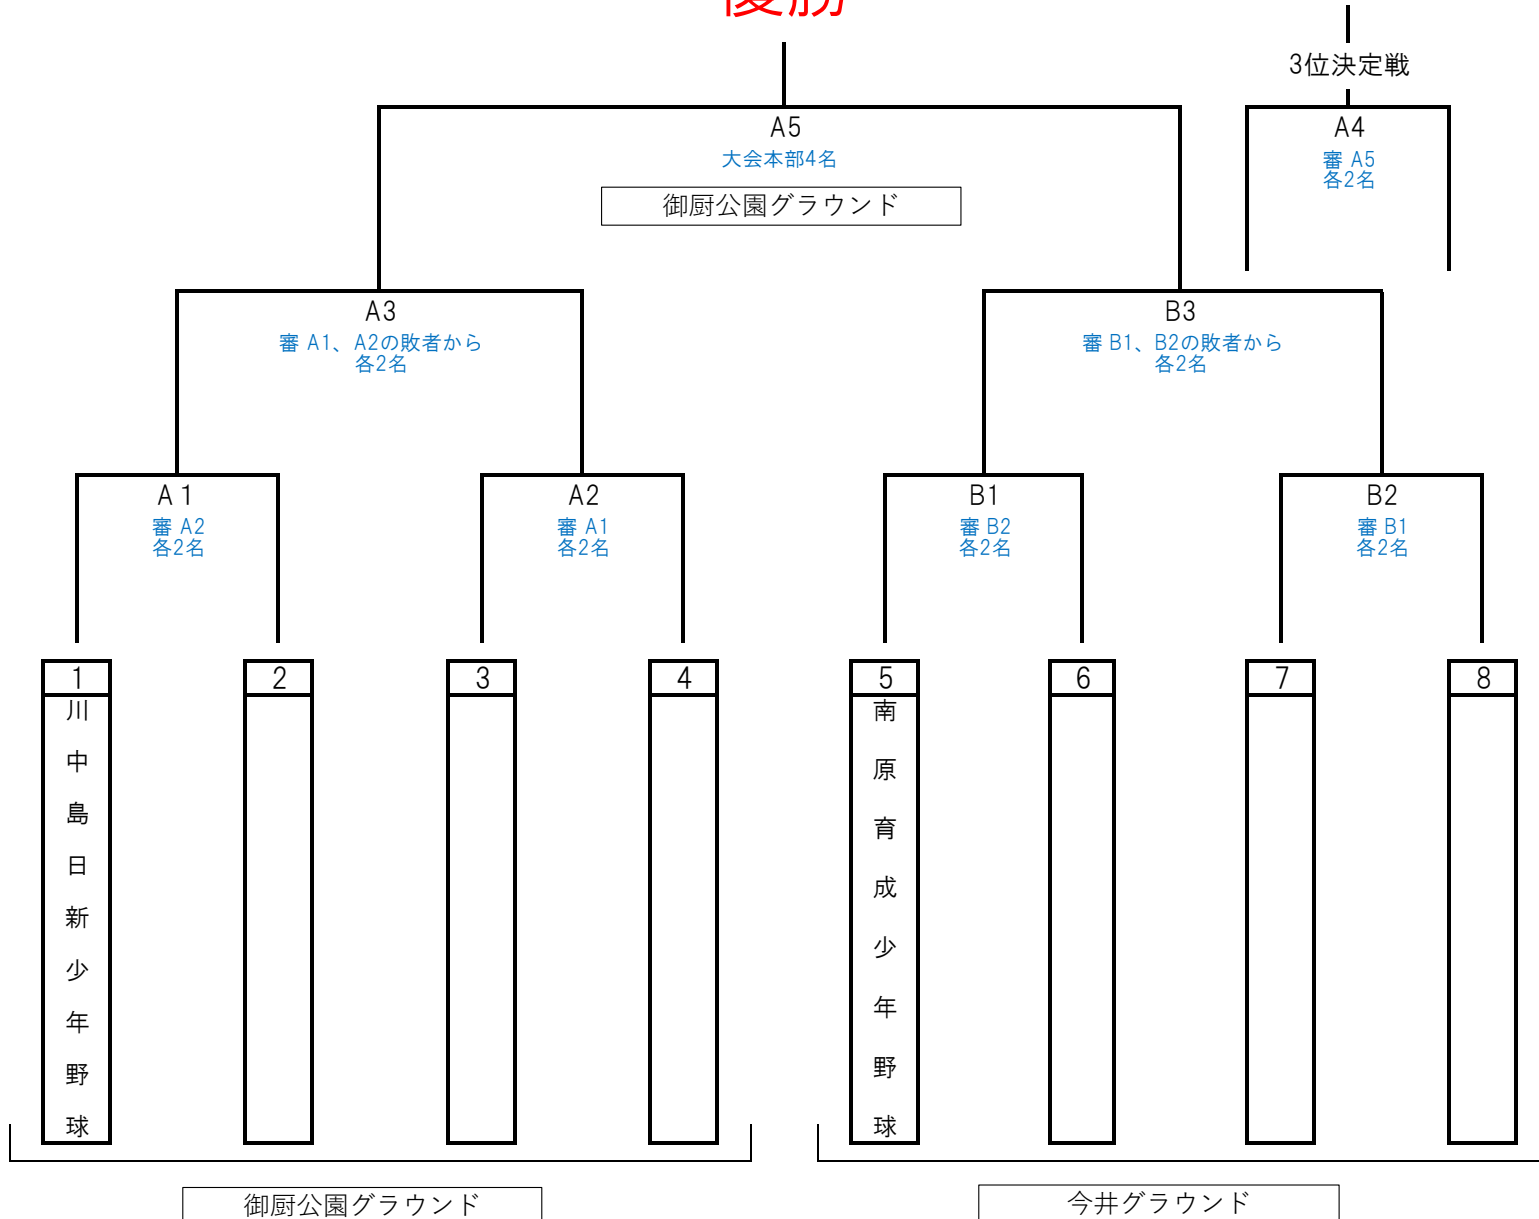 優勝
3位決定戦
A5
大会本部4名
御厨公園グラウンド
A4
審 A5
各2名
A3
審 A1、A2の敗者から
各2名
B3
審 B1、B2の敗者から
各2名
A1
審 A2
各2名
A2
審 A1
各2名
B1
審 B2
各2名
B2
審 B1
各2名
1
2
3
4
5
6
7
8
川中島日新少年野球
南原育成少年野球
御厨公園グラウンド
今井グラウンド